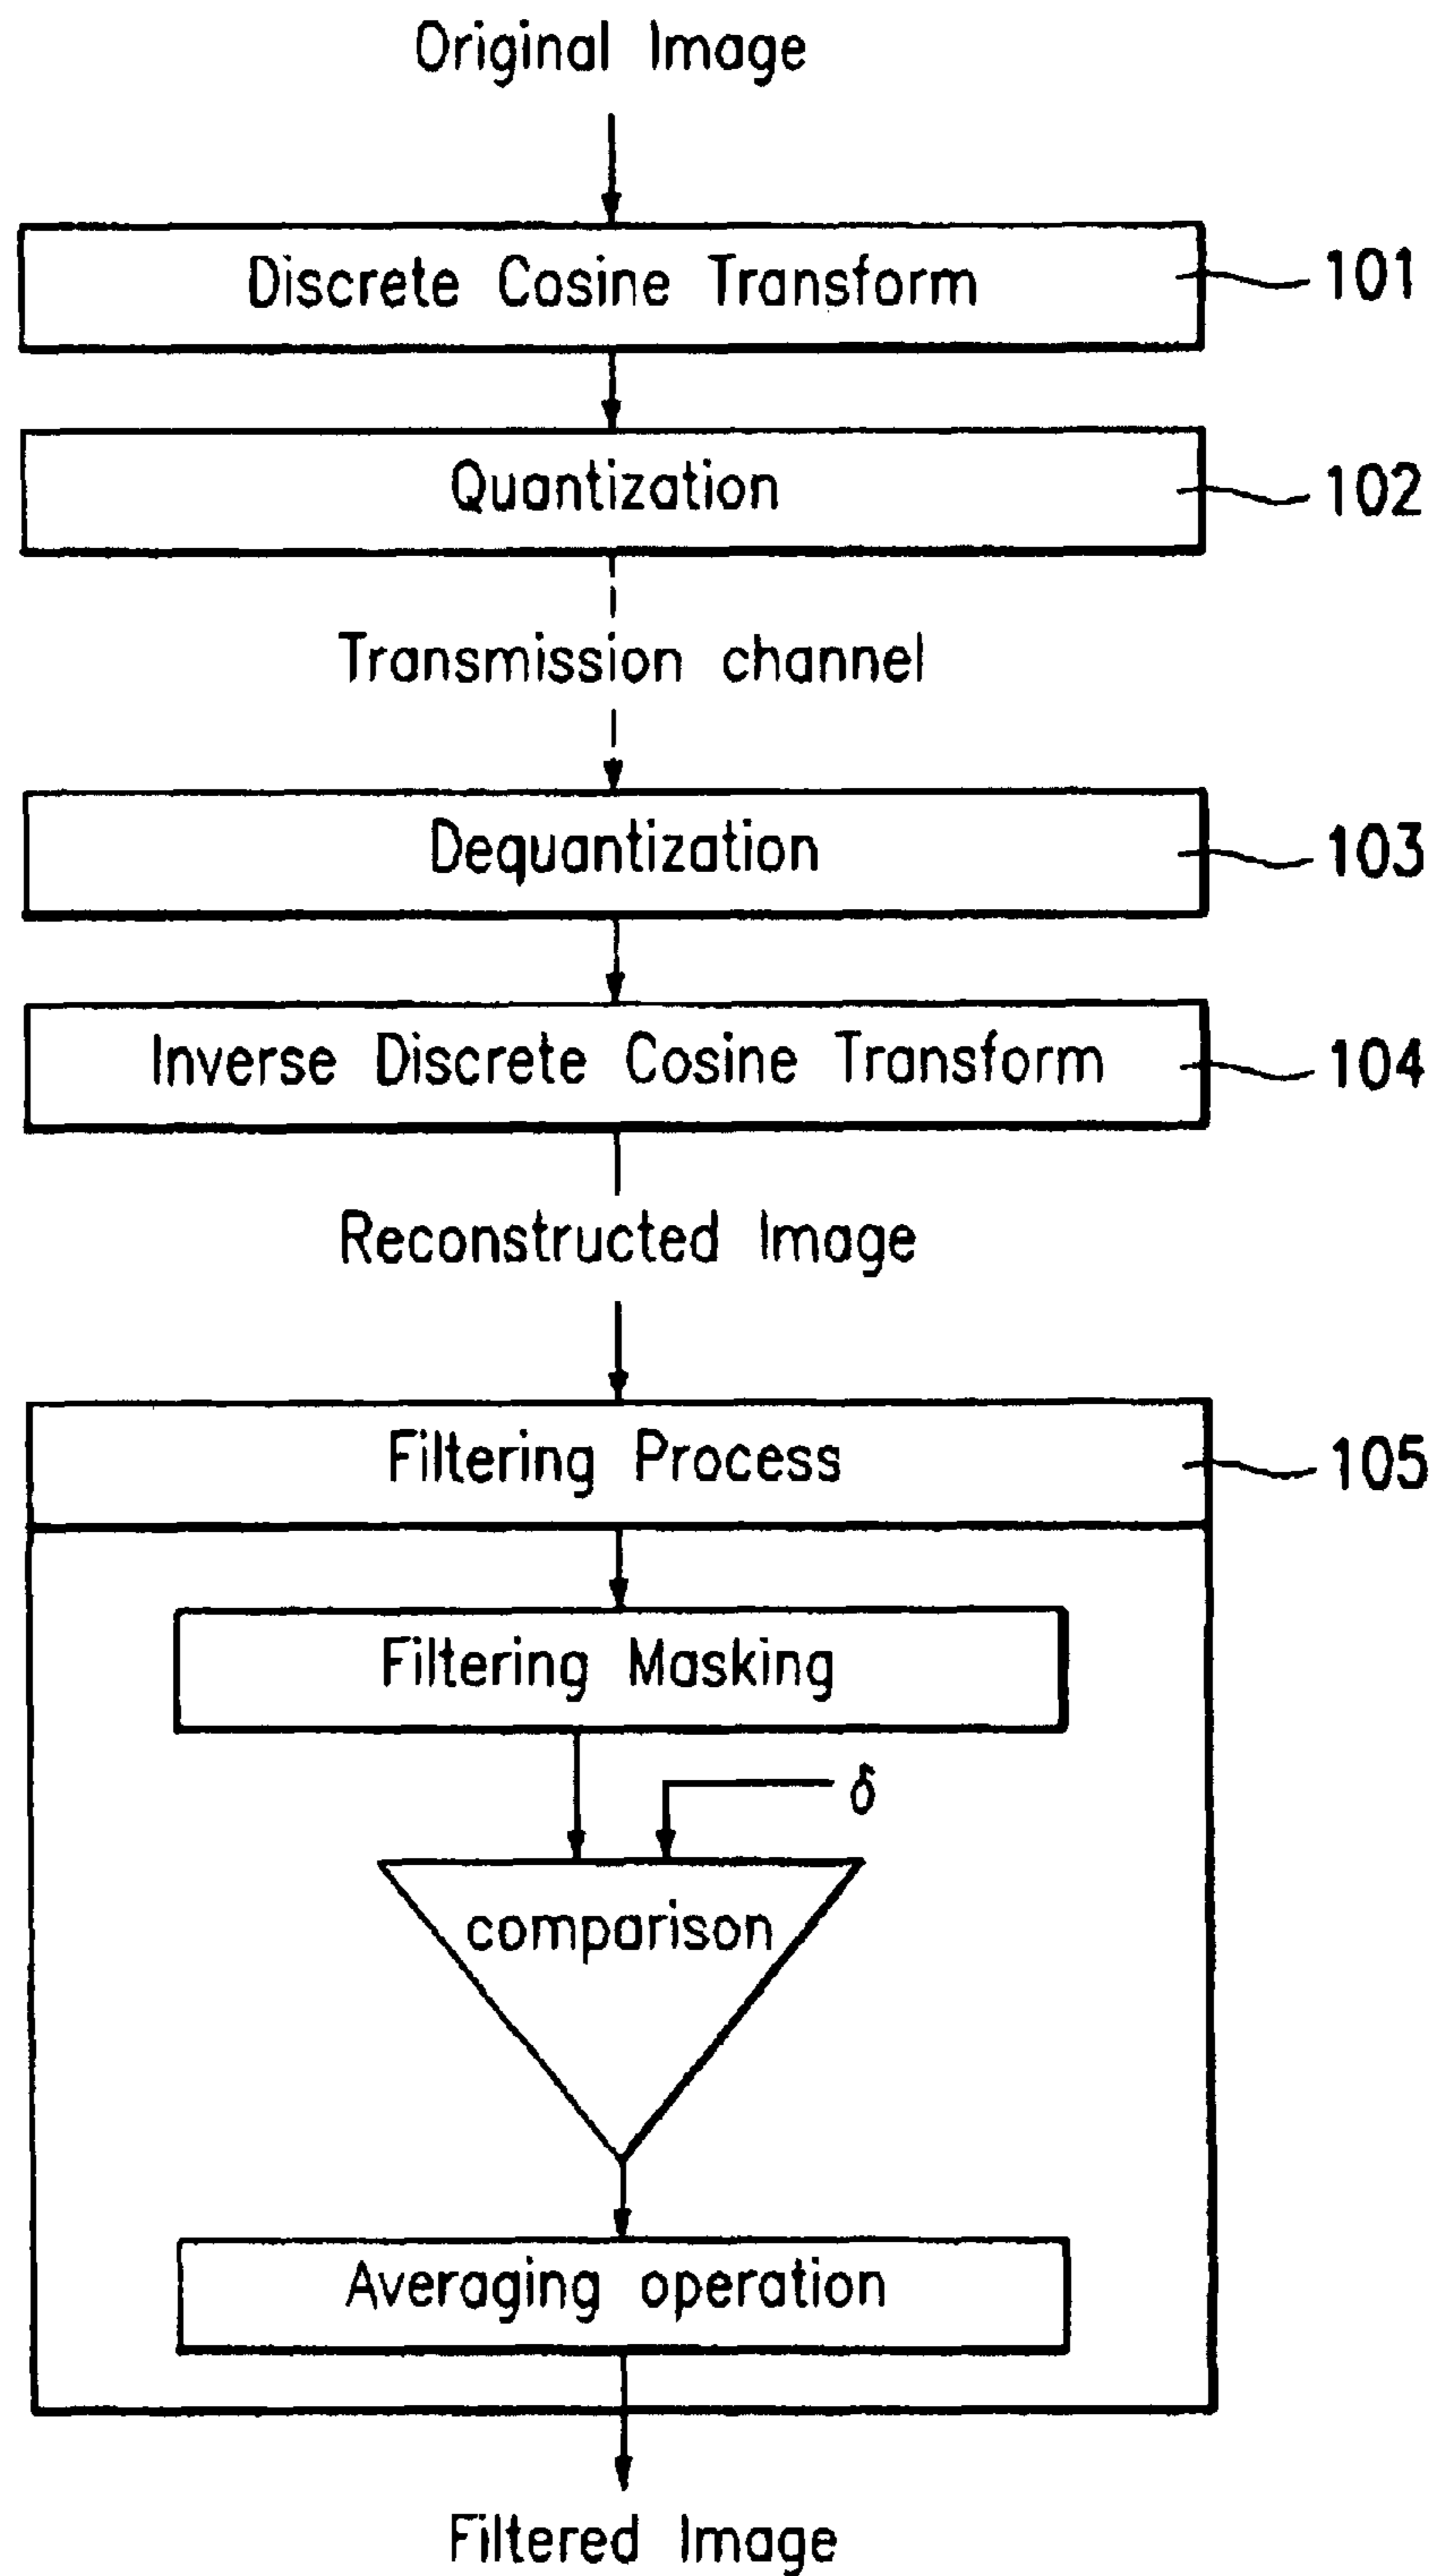 Original Image
Discrete Cosine Transform
101
Quantization
102
Transmission channel
Dequantization
103
Inverse Discrete Cosine Transform
104
Reconstructed Image
Filtering Process
105
Filtering Masking
δ
comparison
Averaging operation
Filtered Image